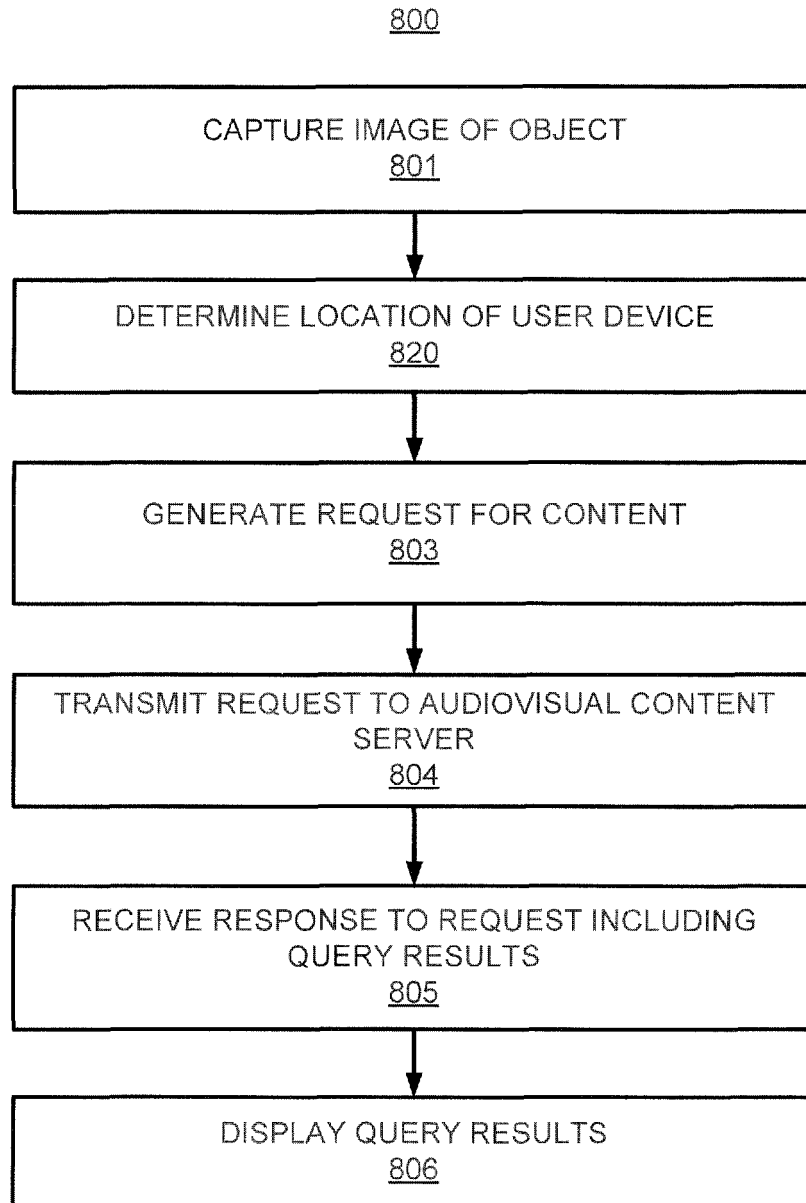 800
CAPTURE IMAGE OF OBJECT
801
DETERMINE LOCATION OF USER DEVICE
820
GENERATE REQUEST FOR CONTENT
803
TRANSMIT REQUEST TO AUDIOVISUAL CONTENT
SERVER
804
RECEIVE RESPONSE TO REQUEST INCLUDING
QUERY RESULTS
805
DISPLAY QUERY RESULTS
806